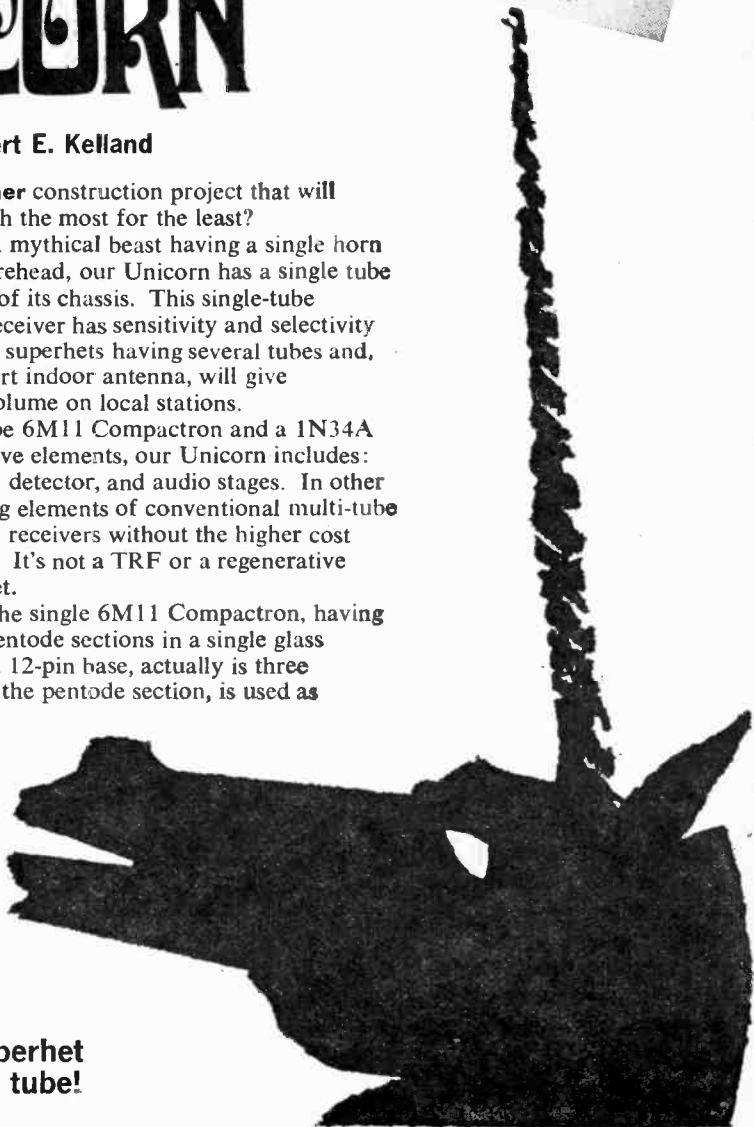 CORN
rt E. Kelland
er construction project that will
h the most for the least?
mythical beast having a single horn
rehead, our Unicorn has a single tube
of its chassis. This single-tube
eceiver has sensitivity and selectivity
superhets having several tubes and,
rt indoor antenna, will give
olume on local stations.
e 6M11 Compactron and a 1N34A
ve elements, our Unicorn includes:
detector, and audio stages. In other
g elements of conventional multi-tube
receivers without the higher cost
It's not a TRF or a regenerative
et.
he single 6M11 Compactron, having
entode sections in a single glass
12-pin base, actually is three
the pentode section, is used as
perhet
tube!